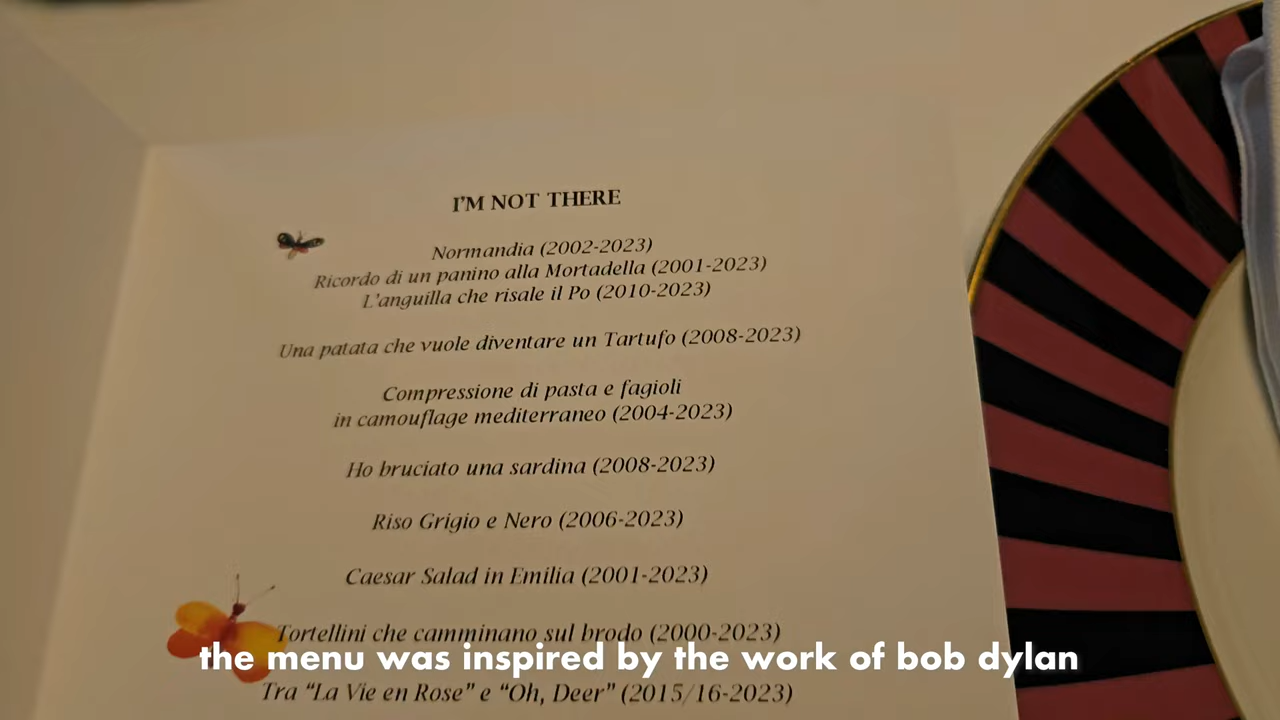 I'M NOT THERE
Normandia (2002-2023)
Ricordo di un panino alla Mortadella (2001-2023)
L'anguilla che risale il Po (2010-2023)
Una patata che vuole diventare un Tartufo (2008-2023)
Compressione di pasta e fagioli
in camouflage mediterraneo (2004-2023)
Ho bruciato una sardina (2008-2023)
Riso Grigio e Nero (2006-2023)
Caesar Salad in Emilia (2001-2023)
Tortellini che camminano sul brodo (2000-2023)
the menu was inspired by the work of bob dylan
Tra "La Vie en Rose" e "Oh, Deer" (2015/16-2023)